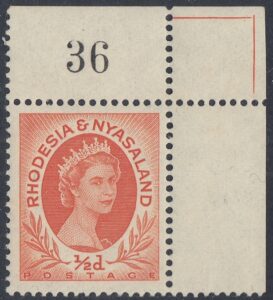 36
RHODESIA & NYASALAND
½d
POSTAGE